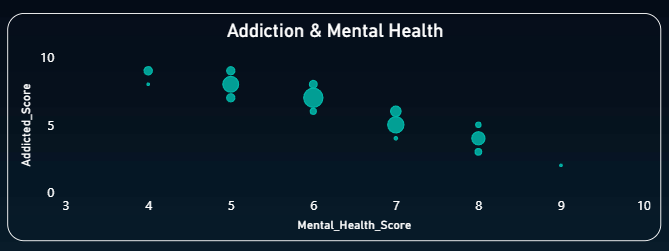 Addiction & Mental Health
10
5
0
Addicted_Score
3 4 5 6 7 8 9 10
Mental_Health_Score